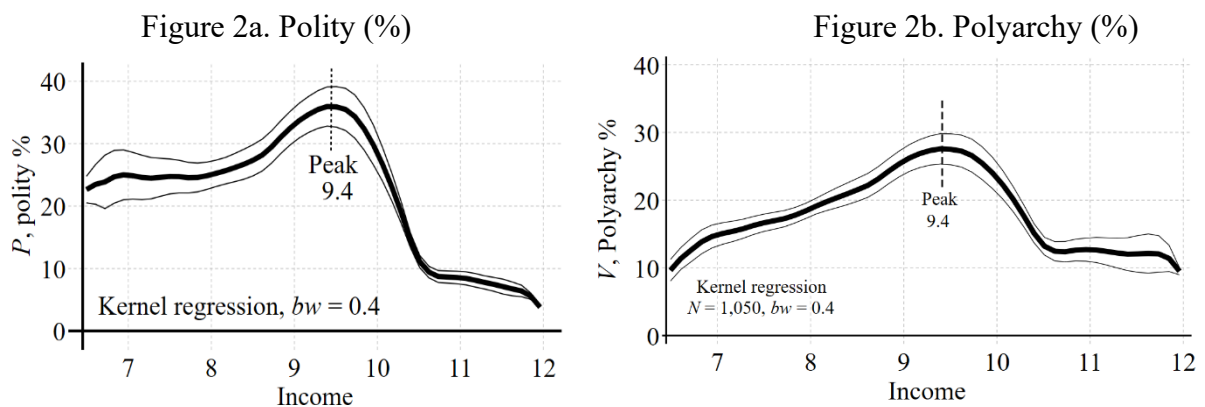 Figure 2a. Polity (%)
P, polity %
40
30
20
10
0
Peak
9.4
Kernel regression, bw = 0.4
7 8 9 10 11 12
Income
Figure 2b. Polyarchy (%)
V, Polyarchy %
40
30
20
10
0
Peak
9.4
Kernel regression
N = 1,050, bw = 0.4
7 8 9 10 11 12
Income